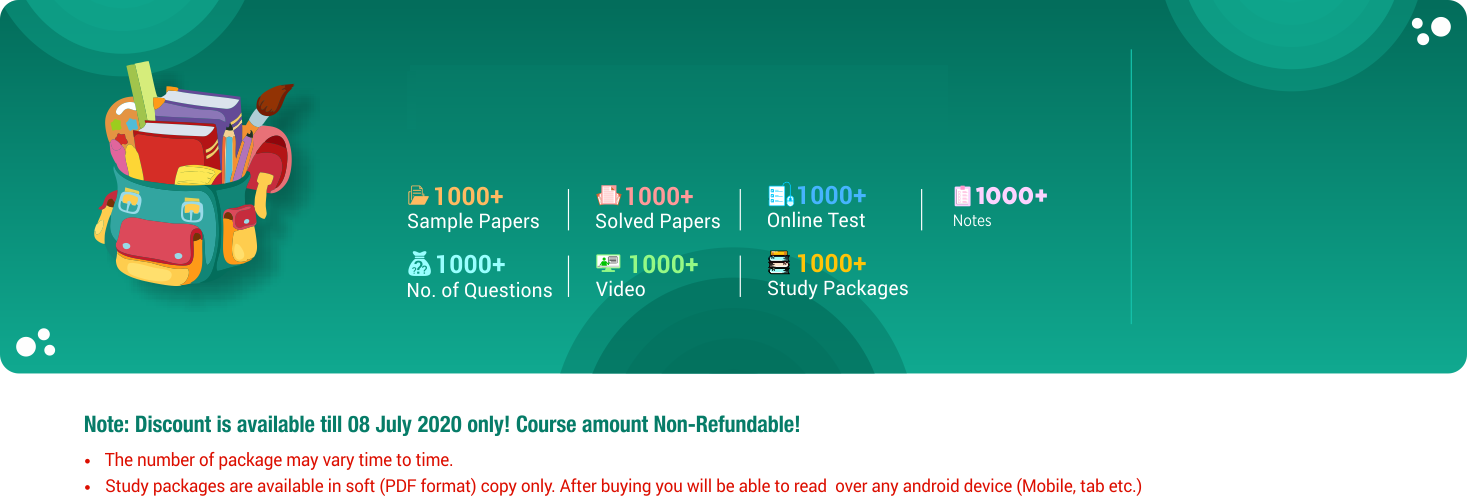 1000+ 1000+ 1000+ 1000+
Sample Papers Solved Papers Online Test Notes
1000+ 1000+ 1000+
No. of Questions Video Study Packages
Note: Discount is available till 08 July 2020 only! Course amount Non-Refundable!
• The number of package may vary time to time.
• Study packages are available in soft (PDF format) copy only. After buying you will be able to read over any android device (Mobile, tab etc.)